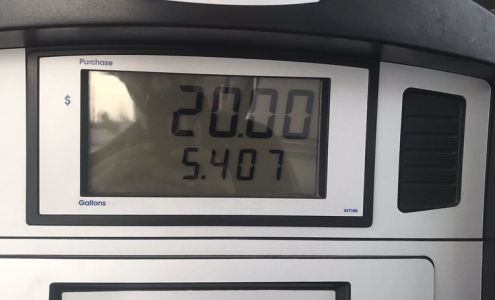 Purchase
$ 20.00
5.407
Gallons